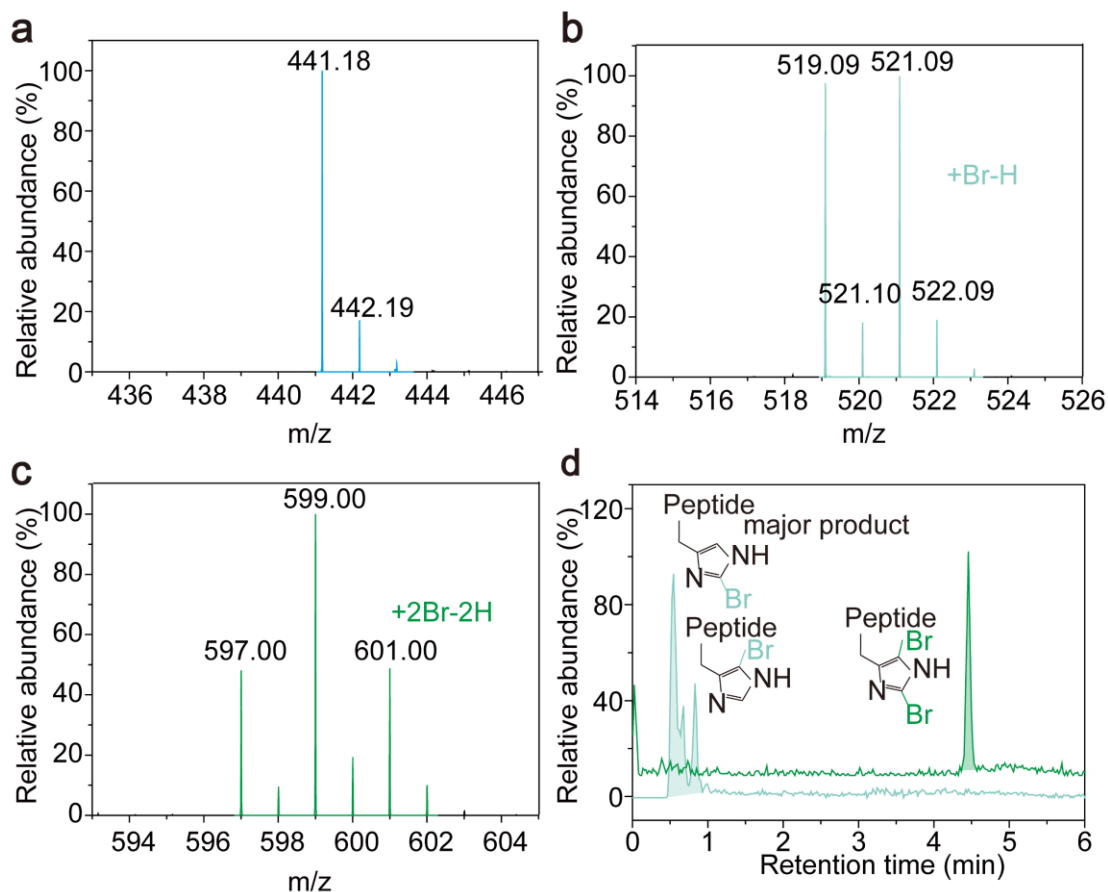 a
Relative abundance (%)
100
80
60
40
20
0
441.18
442.19
436 438 440 442 444 446
m/z
b
Relative abundance (%)
100
80
60
40
20
0
519.09 521.09
+Br-H
521.10 522.09
514 516 518 520 522 524 526
m/z
c
Relative abundance (%)
100
80
60
40
20
0
599.00
+2Br-2H
597.00 601.00
594 596 598 600 602 604
m/z
d
Relative abundance (%)
120
80
40
0
Peptide
major product
NH
N
Br
Peptide
Br
NH
N
Peptide
Br
NH
N
Br
0 1 2 3 4 5 6
Retention time (min)